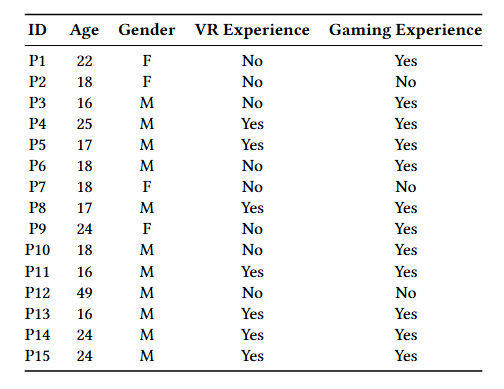 ID Age Gender VR Experience Gaming Experience
P1 22 F No Yes
P2 18 F No No
P3 16 M No Yes
P4 25 M Yes Yes
P5 17 M Yes Yes
P6 18 M No Yes
P7 18 F No No
P8 17 M Yes Yes
P9 24 F No Yes
P10 18 M No Yes
P11 16 M Yes Yes
P12 49 M No No
P13 16 M Yes Yes
P14 24 M Yes Yes
P15 24 M Yes Yes